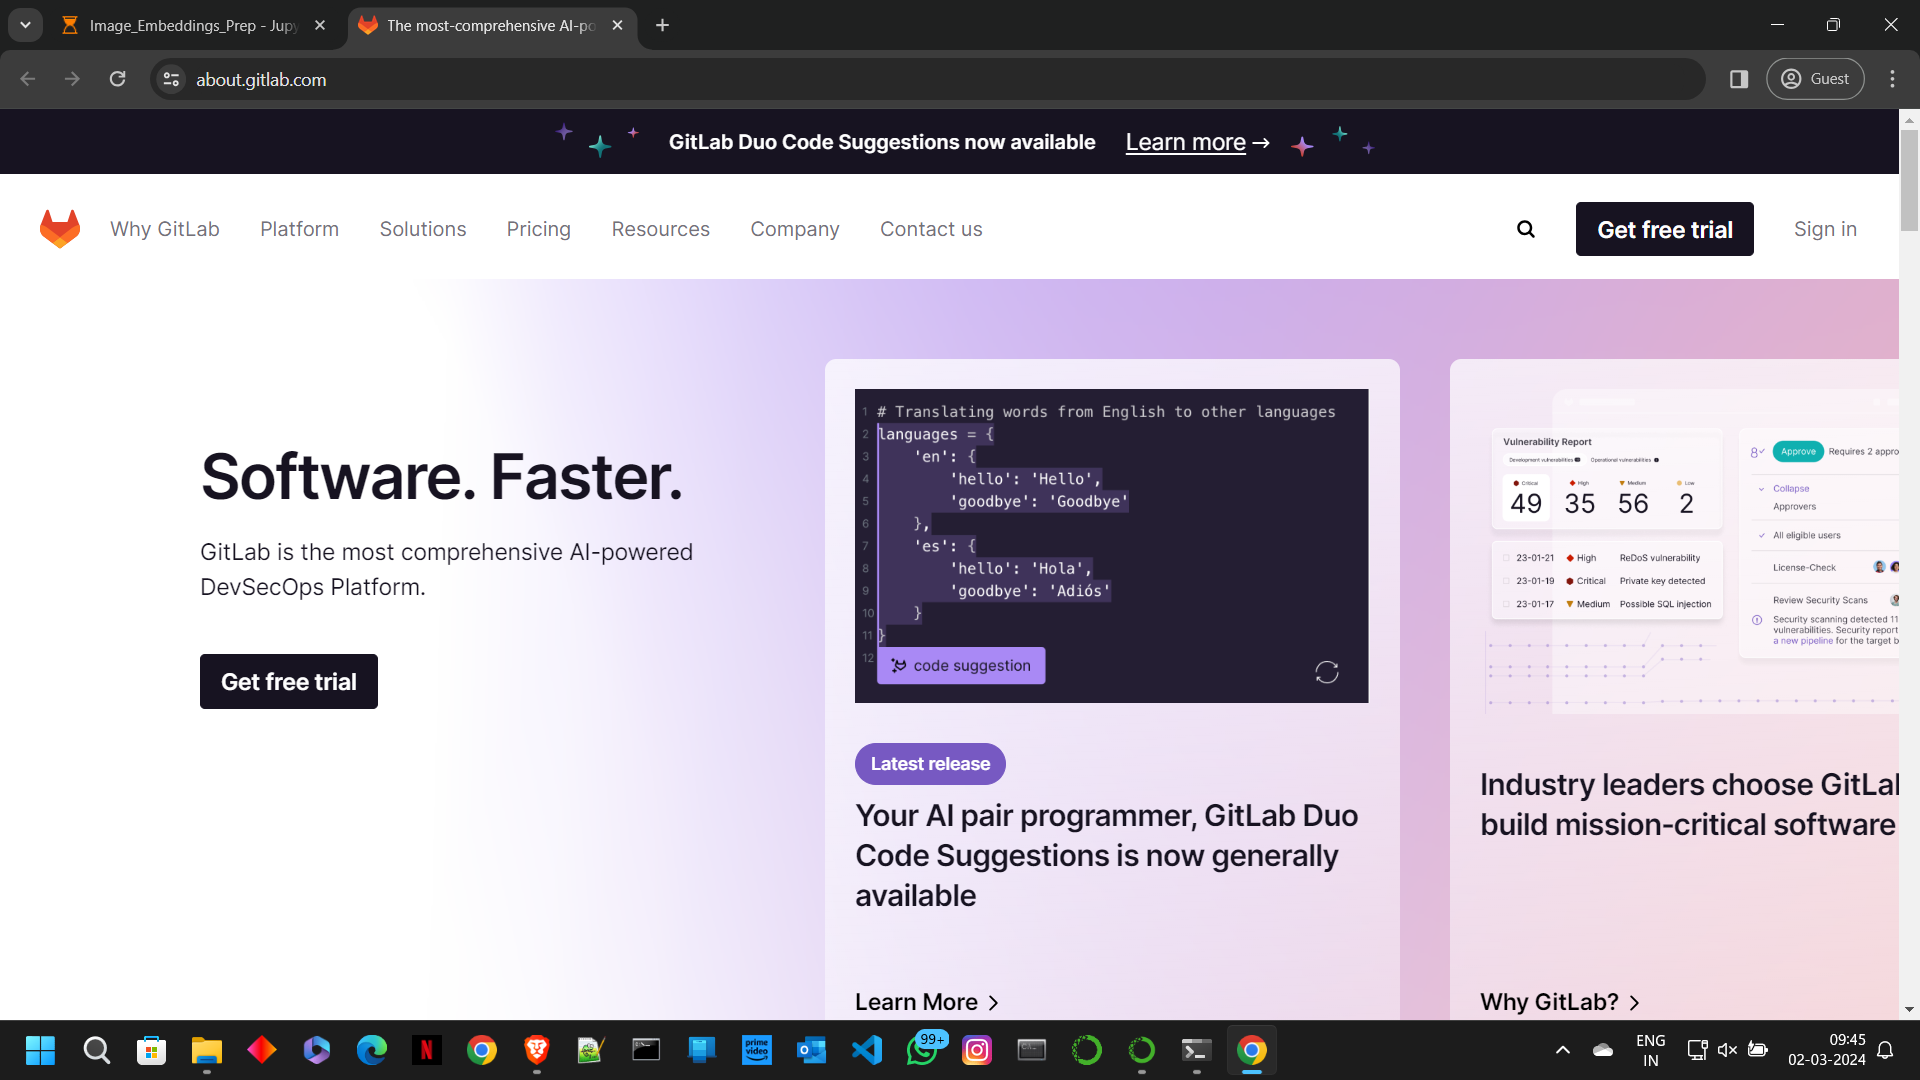 Image_Embeddings_Prep - Jupy
The most-comprehensive AI-po
about.gitlab.com
Guest
GitLab Duo Code Suggestions now available Learn more →
Why GitLab Platform Solutions Pricing Resources Company Contact us
Get free trial
Sign in
Software. Faster.
GitLab is the most comprehensive AI-powered
DevSecOps Platform.
Get free trial
1 # Translating words from English to other languages
2 languages = {
3 'en': {
4 'hello': 'Hello',
5 'goodbye': 'Goodbye'
6 },
7 'es': {
8 'hello': 'Hola',
9 'goodbye': 'Adiós'
10 }
11 }
12
code suggestion
Latest release
Your AI pair programmer, GitLab Duo
Code Suggestions is now generally
available
Learn More
Vulnerability Report
Development vulnerabilities Operational vulnerabilities
Critical High Medium Low
49 35 56 2
23-01-21 High ReDoS vulnerability
23-01-19 Critical Private key detected
23-01-17 Medium Possible SQL injection
Approve Requires 2 appro
Collapse
Approvers
All eligible users
License-Check
Review Security Scans
Security scanning detected 11
vulnerabilities. Security report
a new pipeline for the target b
Industry leaders choose GitLab
build mission-critical software
Why GitLab?
prime video
99+
ENG
IN
09:45
02-03-2024